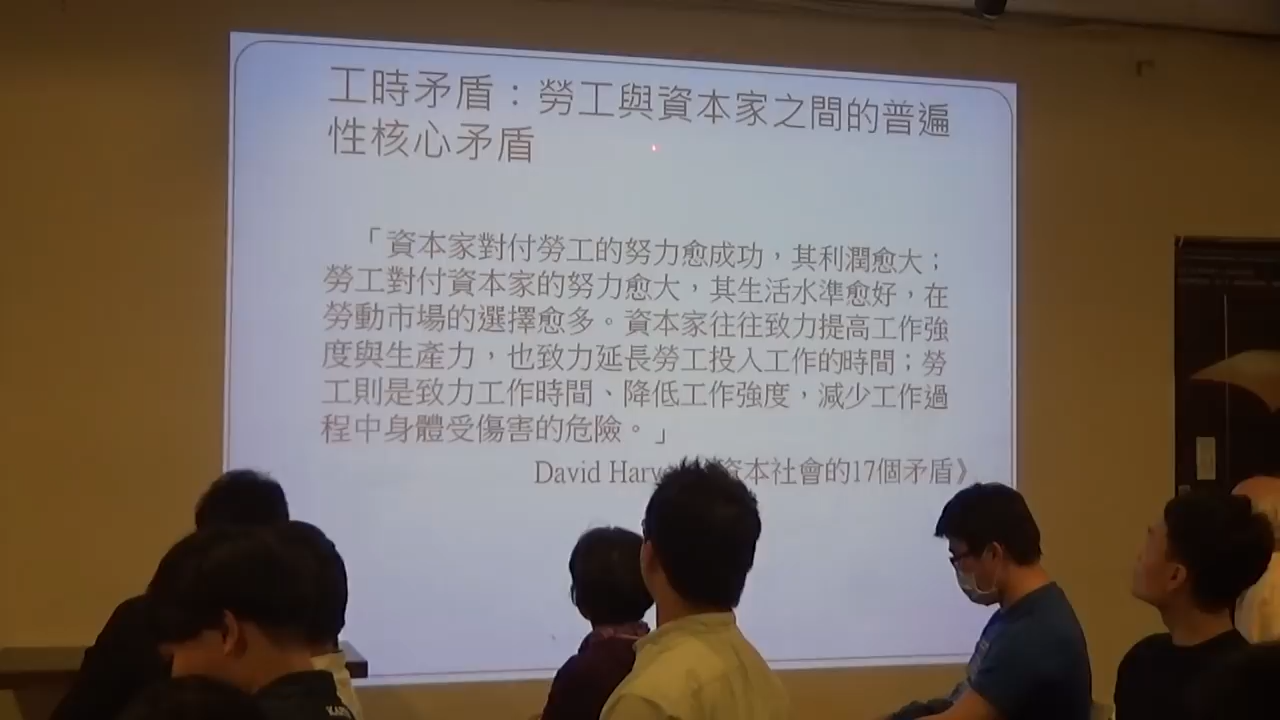 工時矛盾：勞工與資本家之間的普遍
性核心矛盾
「資本家對付勞工的努力愈成功，其利潤愈大；
勞工對付資本家的努力愈大，其生活水準愈好，在
勞動市場的選擇愈多。資本家往往致力提高工作強
度與生產力，也致力延長勞工投入工作的時間；勞
工則是致力工作時間、降低工作強度，減少工作過
程中身體受傷害的危險。」
David 資本社會的17個矛盾》